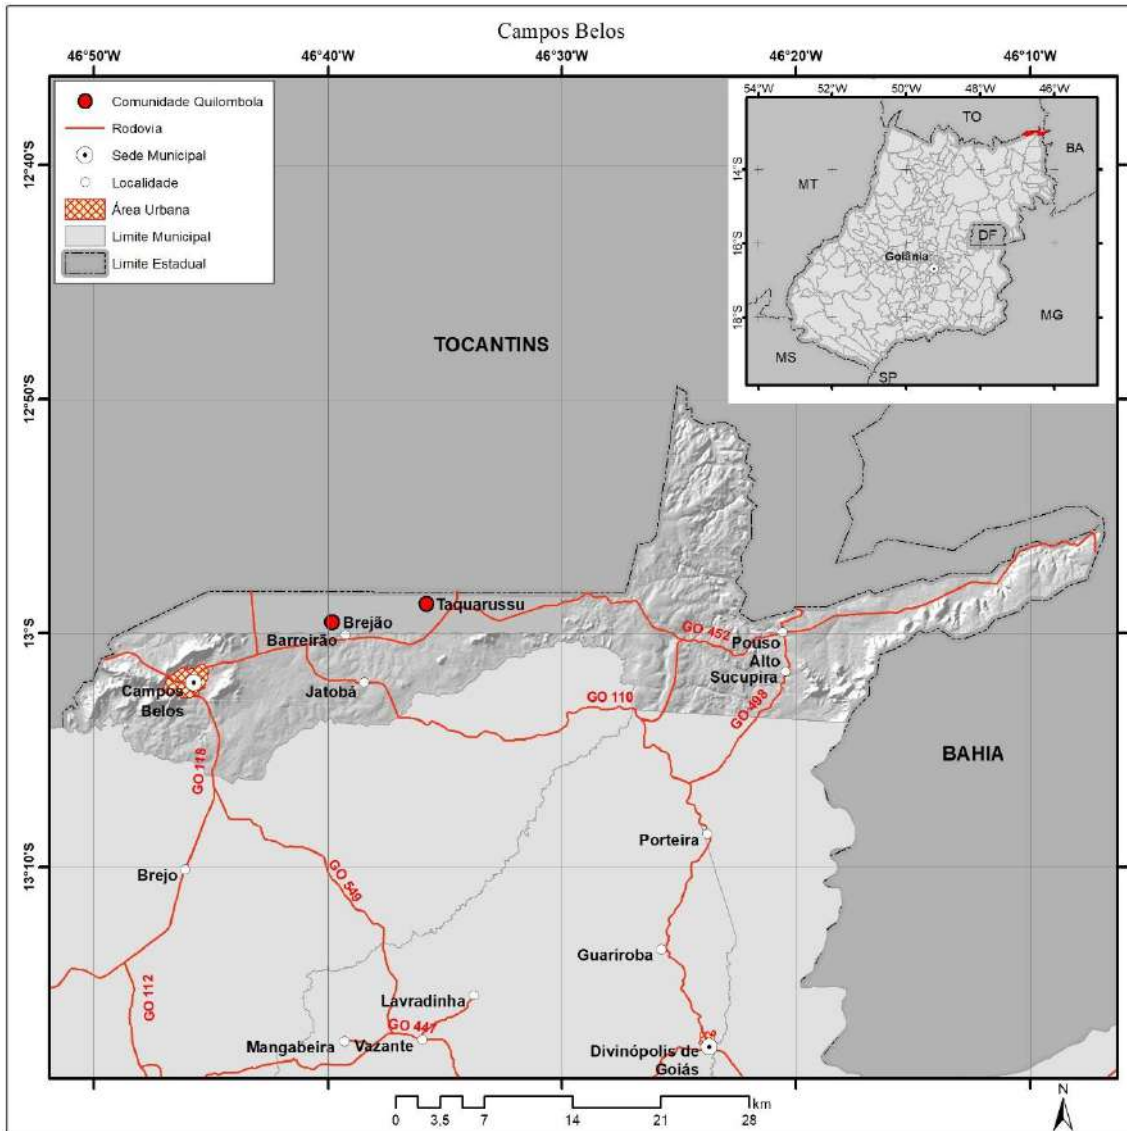 Campos Belos
46°50'W
46°40'W
46°30'W
46°20'W
46°10'W
Comunidade Quilombola
Rodovia
Sede Municipal
Localidade
Área Urbana
Limite Municipal
Limite Estadual
54°W
52°W
50°W
48°W
46°W
TO
BA
MT
DF
Goiânia
MG
MS
SP
14°S
16°S
18°S
12°40'S
12°50'S
13°S
13°10'S
TOCANTINS
Taquarussu
Brejão
Barreirão
GO 452
Pouso
Alto
Sucupira
Campos
Belos
Jatobá
GO 110
GO 498
BAHIA
GO 118
Porteira
Brejo
GO 549
Guariroba
GO 112
Lavradinha
GO 447
Mangabeira
Vazante
Divinópolis de
Goiás
0
3,5
7
14
21
28
km
N